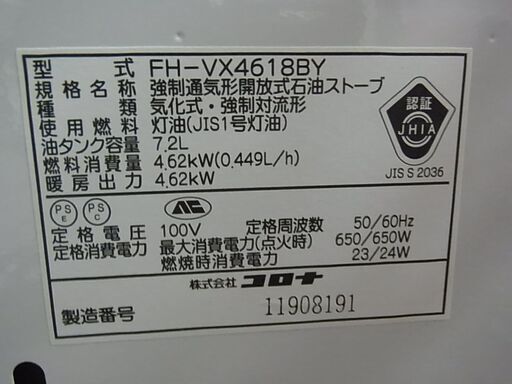 型式 FH-VX4618BY
規格名称 強制通気形開放式石油ストーブ
種類 気化式・強制対流形
使用燃料 灯油(JIS1号灯油)
油タンク容量 7.2L
燃料消費量 4.62kW(0.449L/h)
暖房出力 4.62kW
認証
JHIA
JIS S 2036
PS E
PS C
定格電圧 100V 定格周波数 50/60Hz
定格消費電力 最大消費電力(点火時) 650/650W
燃焼時消費電力 23/24W
株式会社 コロナ
製造番号 11908191